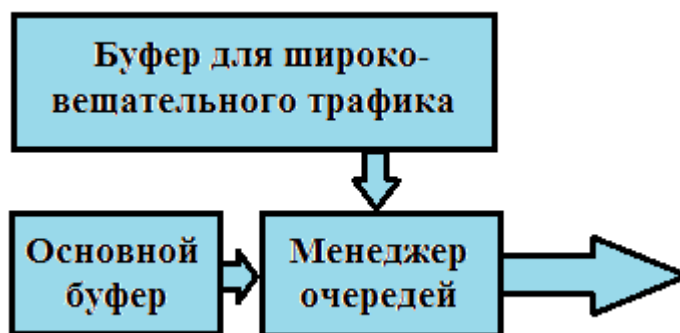 Буфер для широко-
вещательного трафика
Основной
буфер
Менеджер
очередей